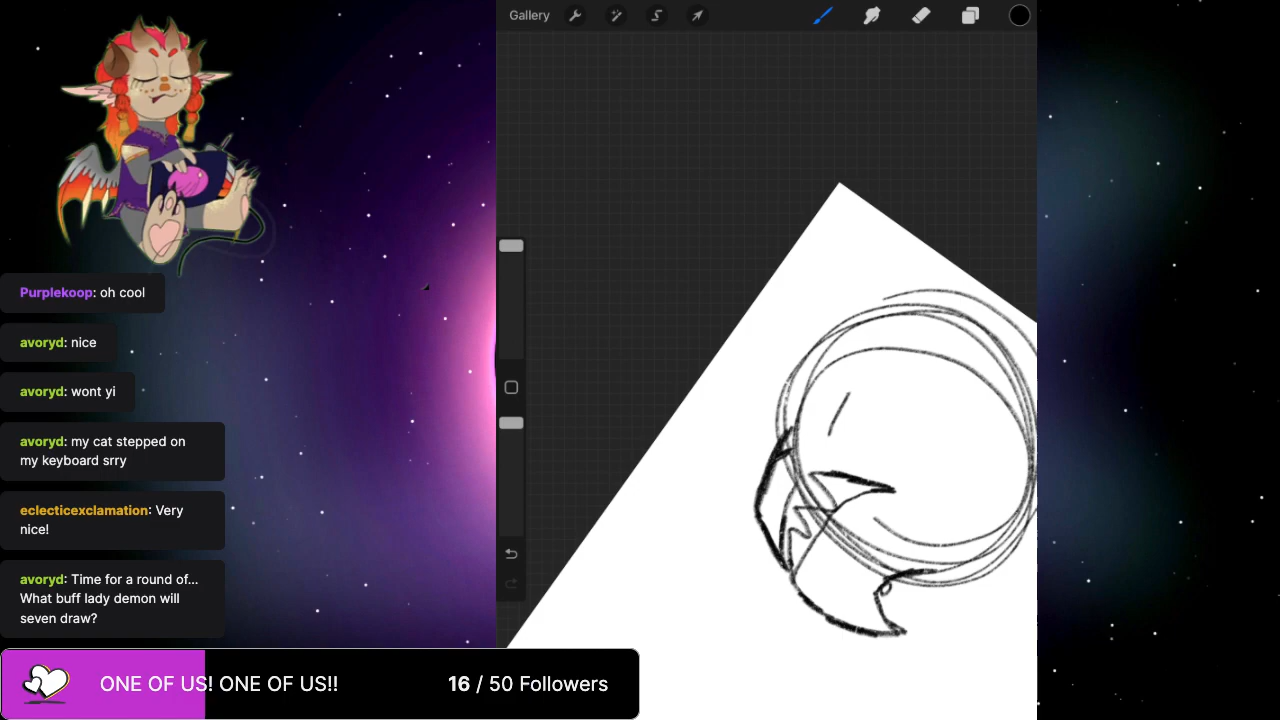 Gallery
Purplekoop: oh cool
avoryd: nice
avoryd: wont yi
avoryd: my cat stepped on
my keyboard srry
eclecticexclamation: Very
nice!
avoryd: Time for a round of...
What buff lady demon will
seven draw?
ONE OF US! ONE OF US!! 16 / 50 Followers